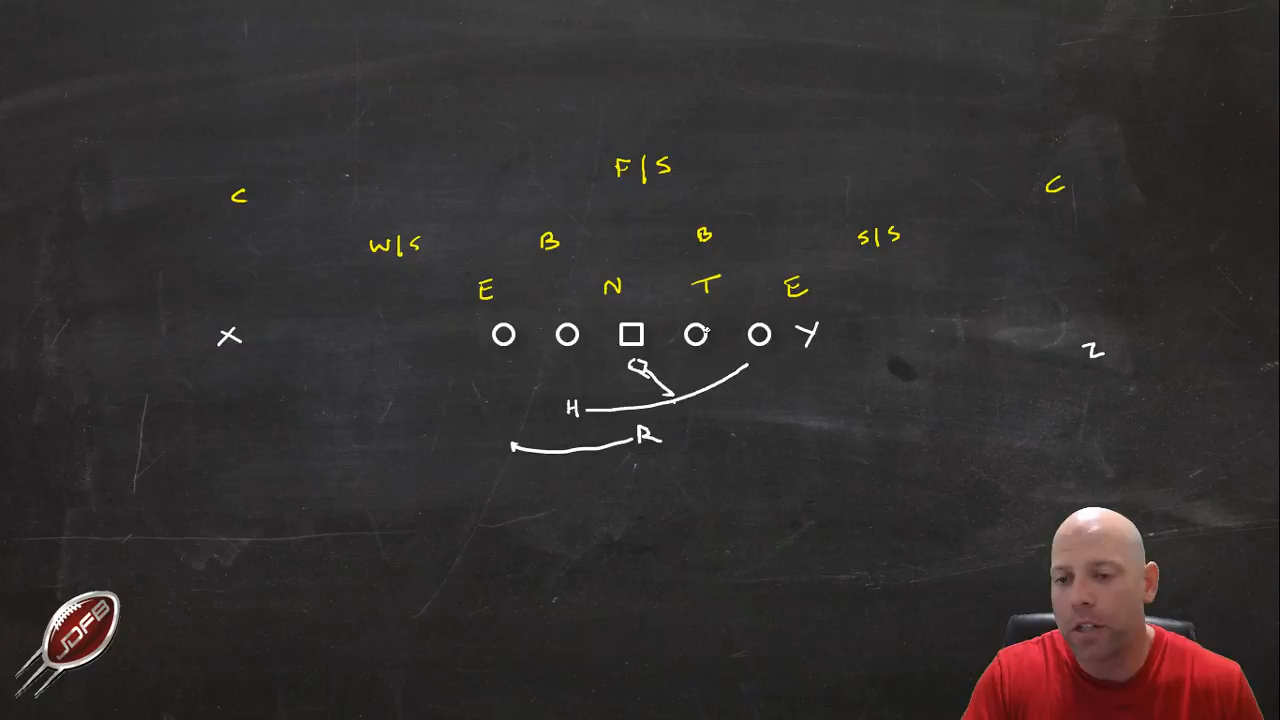 F/S
C C
W/S B B S/S
E N T E
X Y Z
Q
H
R
JDFB